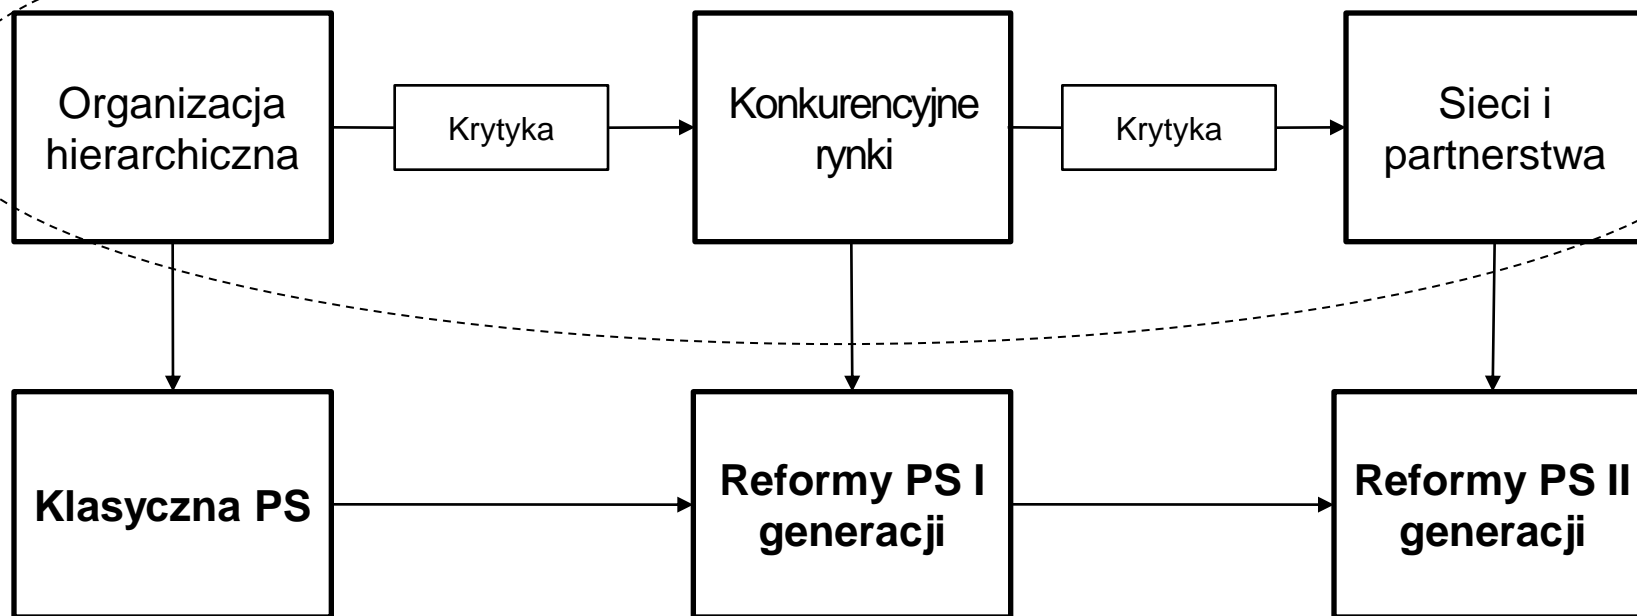 Organizacja
hierarchiczna
Krytyka
Konkurencyjne
rynki
Krytyka
Sieci i
partnerstwa
Klasyczna PS
Reformy PS I
generacji
Reformy PS II
generacji